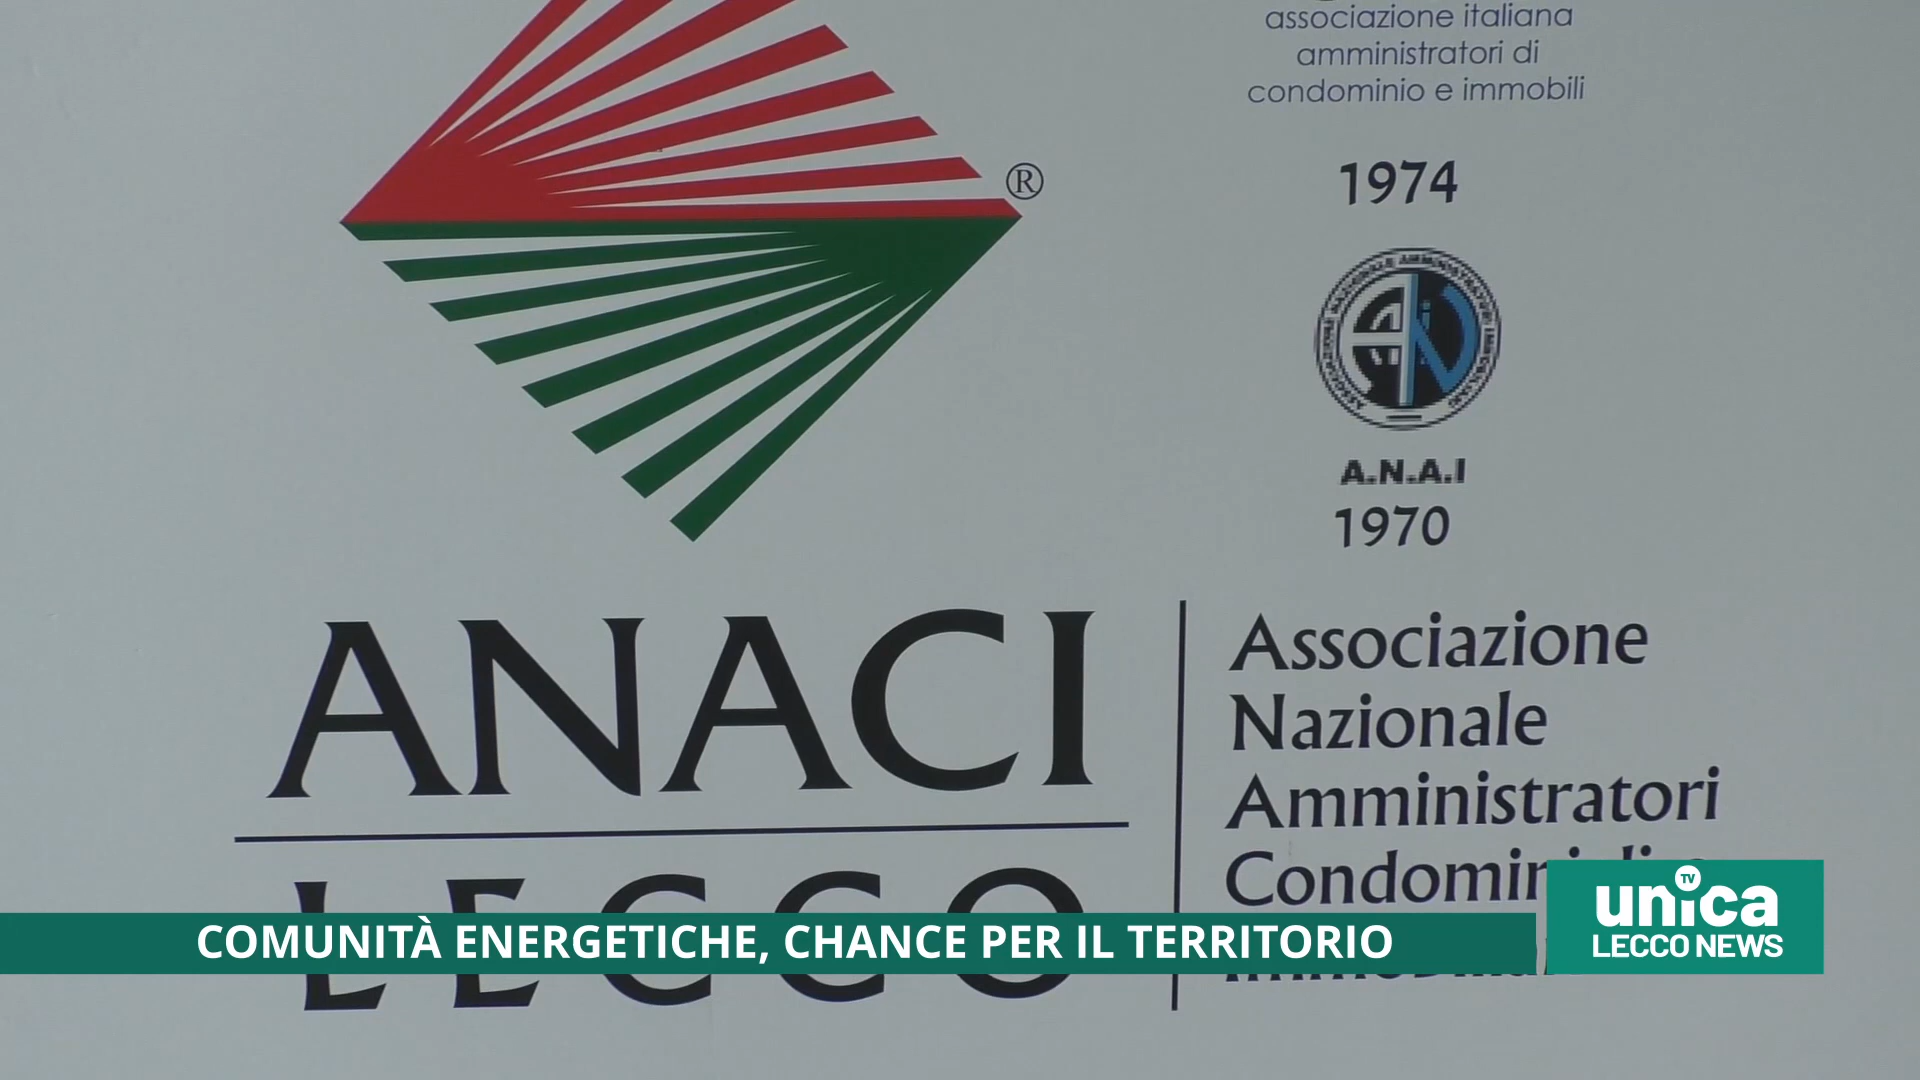 associazione italiana
amministratori di
condominio e immobili
1974
®
A.N.A.I
1970
ANACI
LECCO
Associazione
Nazionale
Amministratori
COMUNITÀ ENERGETICHE, CHANCE PER IL TERRITORIO
unica TV
LECCO NEWS